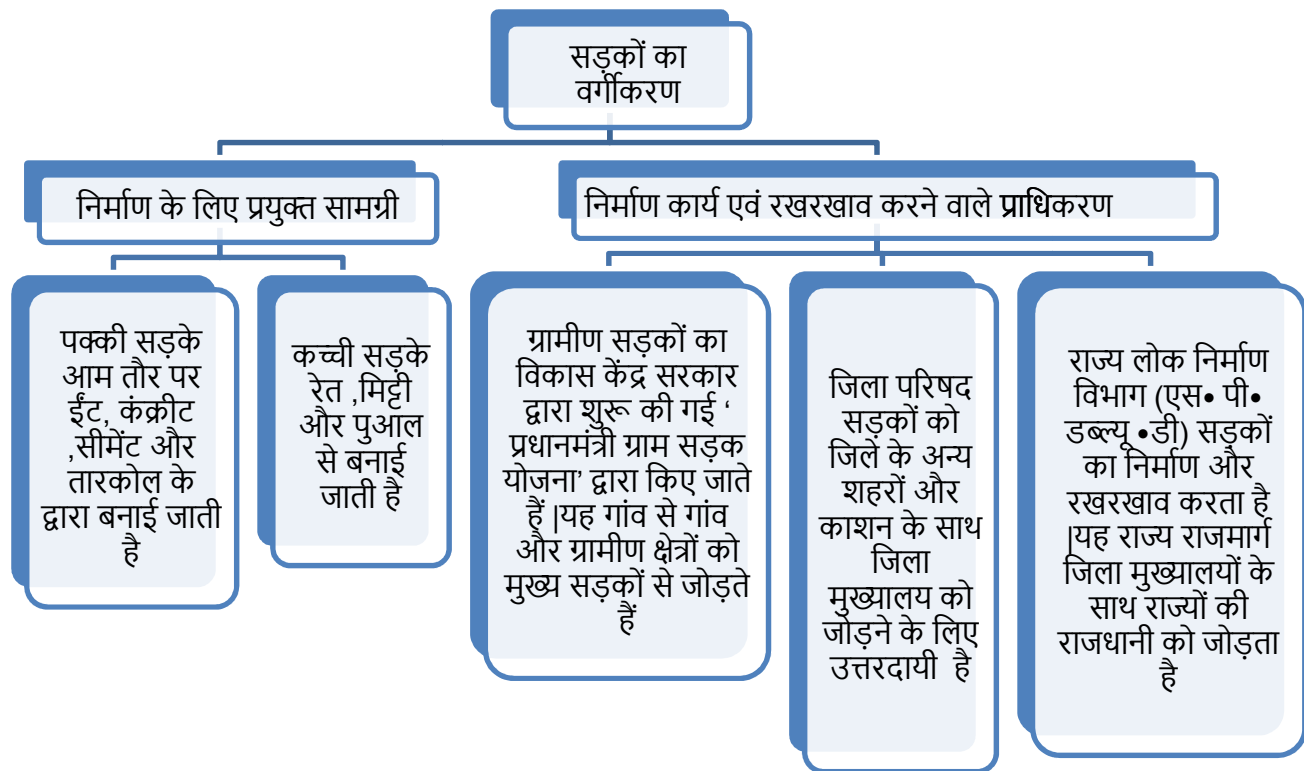 सड़कों का
वर्गीकरण
निर्माण के लिए प्रयुक्त सामग्री
निर्माण कार्य एवं रखरखाव करने वाले प्राधिकरण
पक्की सड़के
आम तौर पर
ईंट, कंक्रीट
,सीमेंट और
तारकोल के
द्वारा बनाई जाती
है
कच्ची सड़के
रेत ,मिट्टी
और पुआल
से बनाई
जाती है
ग्रामीण सड़कों का
विकास केंद्र सरकार
द्वारा शुरू की गई ‘
प्रधानमंत्री ग्राम सड़क
योजना’ द्वारा किए जाते
हैं |यह गांव से गांव
और ग्रामीण क्षेत्रों को
मुख्य सड़कों से जोड़ते
हैं
जिला परिषद
सड़कों को
जिले के अन्य
शहरों और
काशन के साथ
जिला
मुख्यालय को
जोड़ने के लिए
उत्तरदायी है
राज्य लोक निर्माण
विभाग (एस• पी•
डब्ल्यू •डी) सड़कों
का निर्माण और
रखरखाव करता है
|यह राज्य राजमार्ग
जिला मुख्यालयों के
साथ राज्यों की
राजधानी को जोड़ता
है